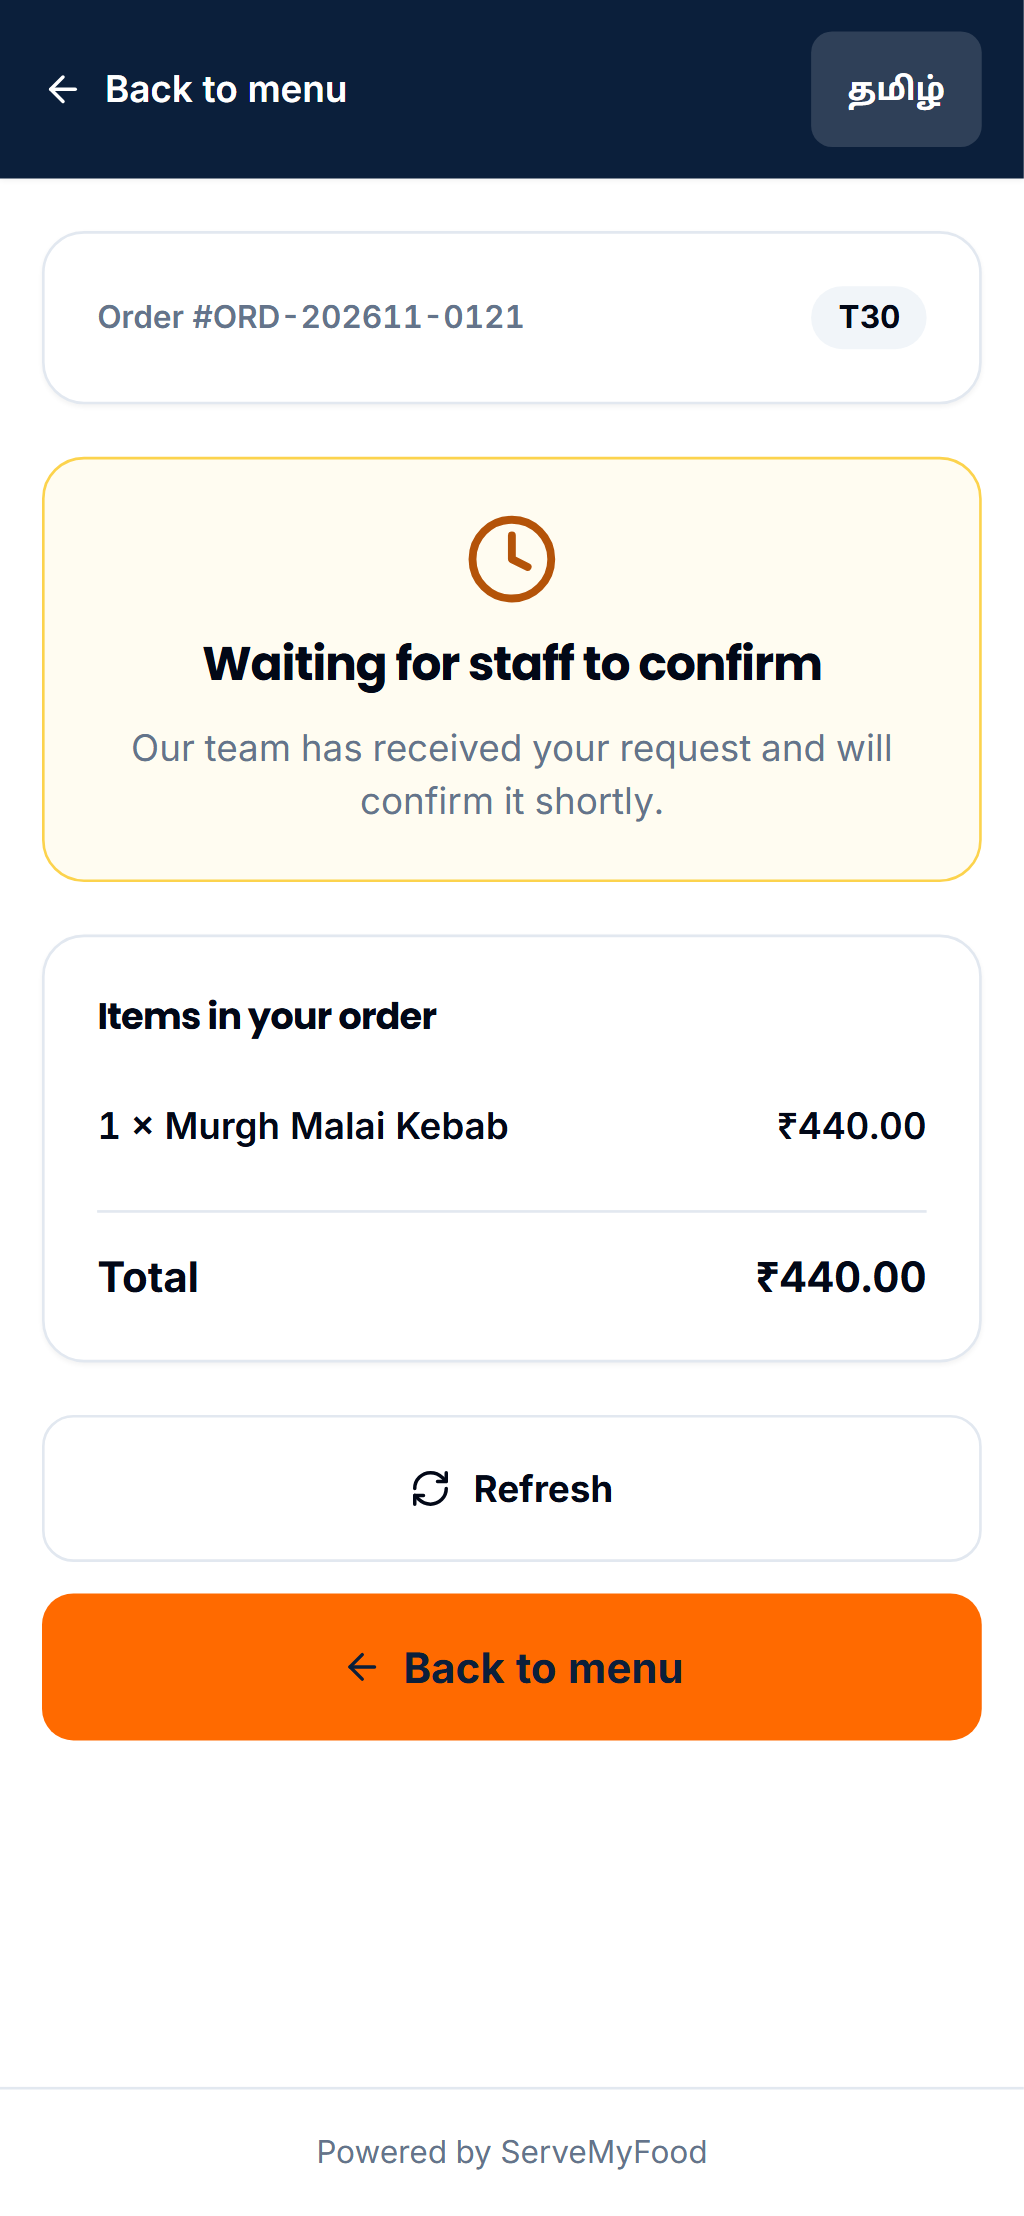 Back to menu
தமிழ்
Order #ORD-202611-0121
T30
Waiting for staff to confirm
Our team has received your request and will
confirm it shortly.
Items in your order
1 × Murgh Malai Kebab
₹440.00
Total
₹440.00
Refresh
Back to menu
Powered by ServeMyFood